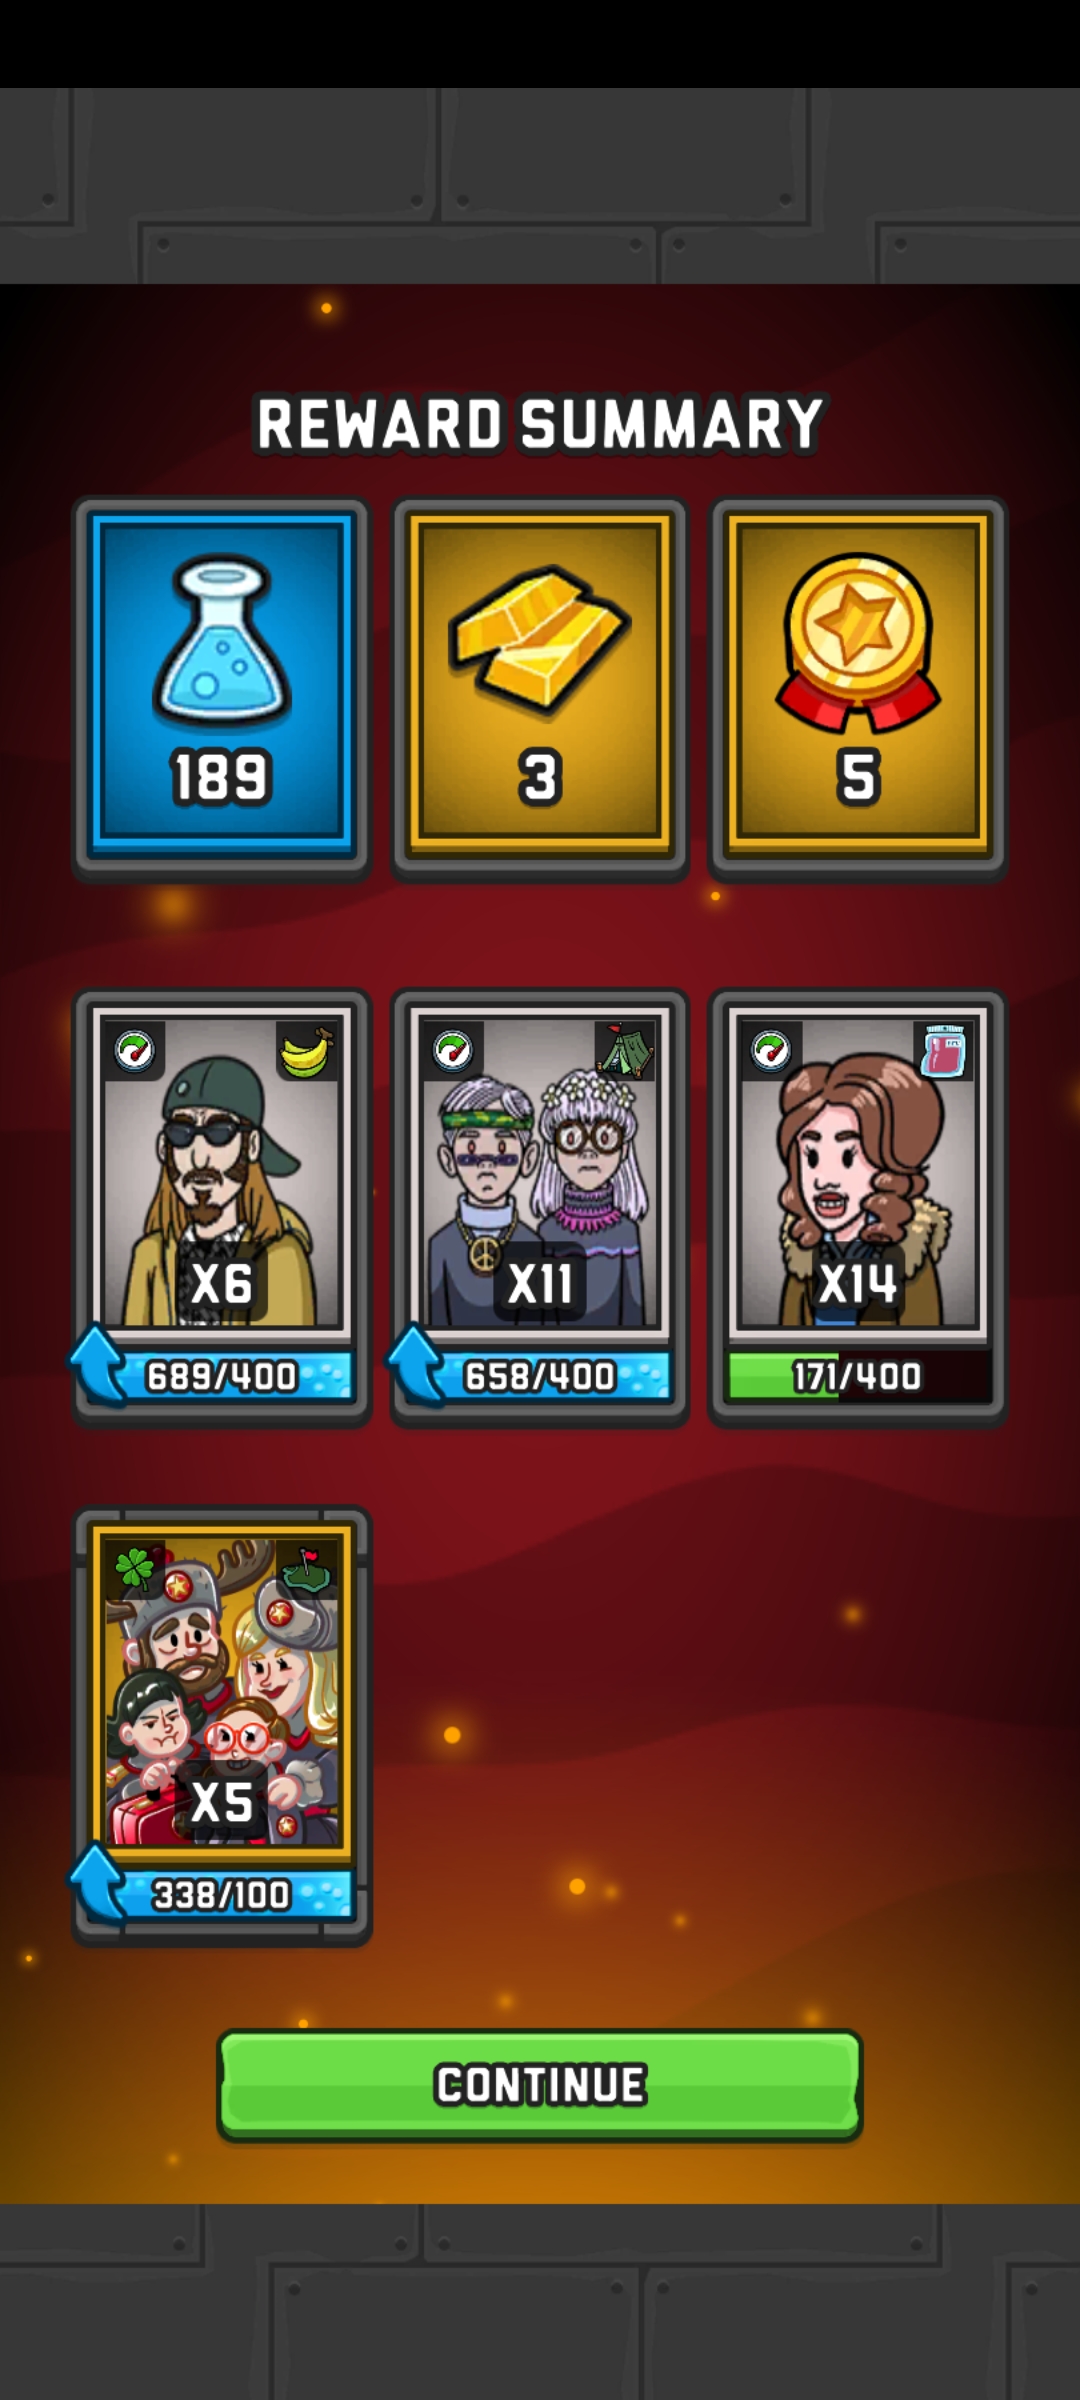 REWARD SUMMARY
189
3
5
X6
X11
X14
689/400
658/400
171/400
X5
338/100
CONTINUE